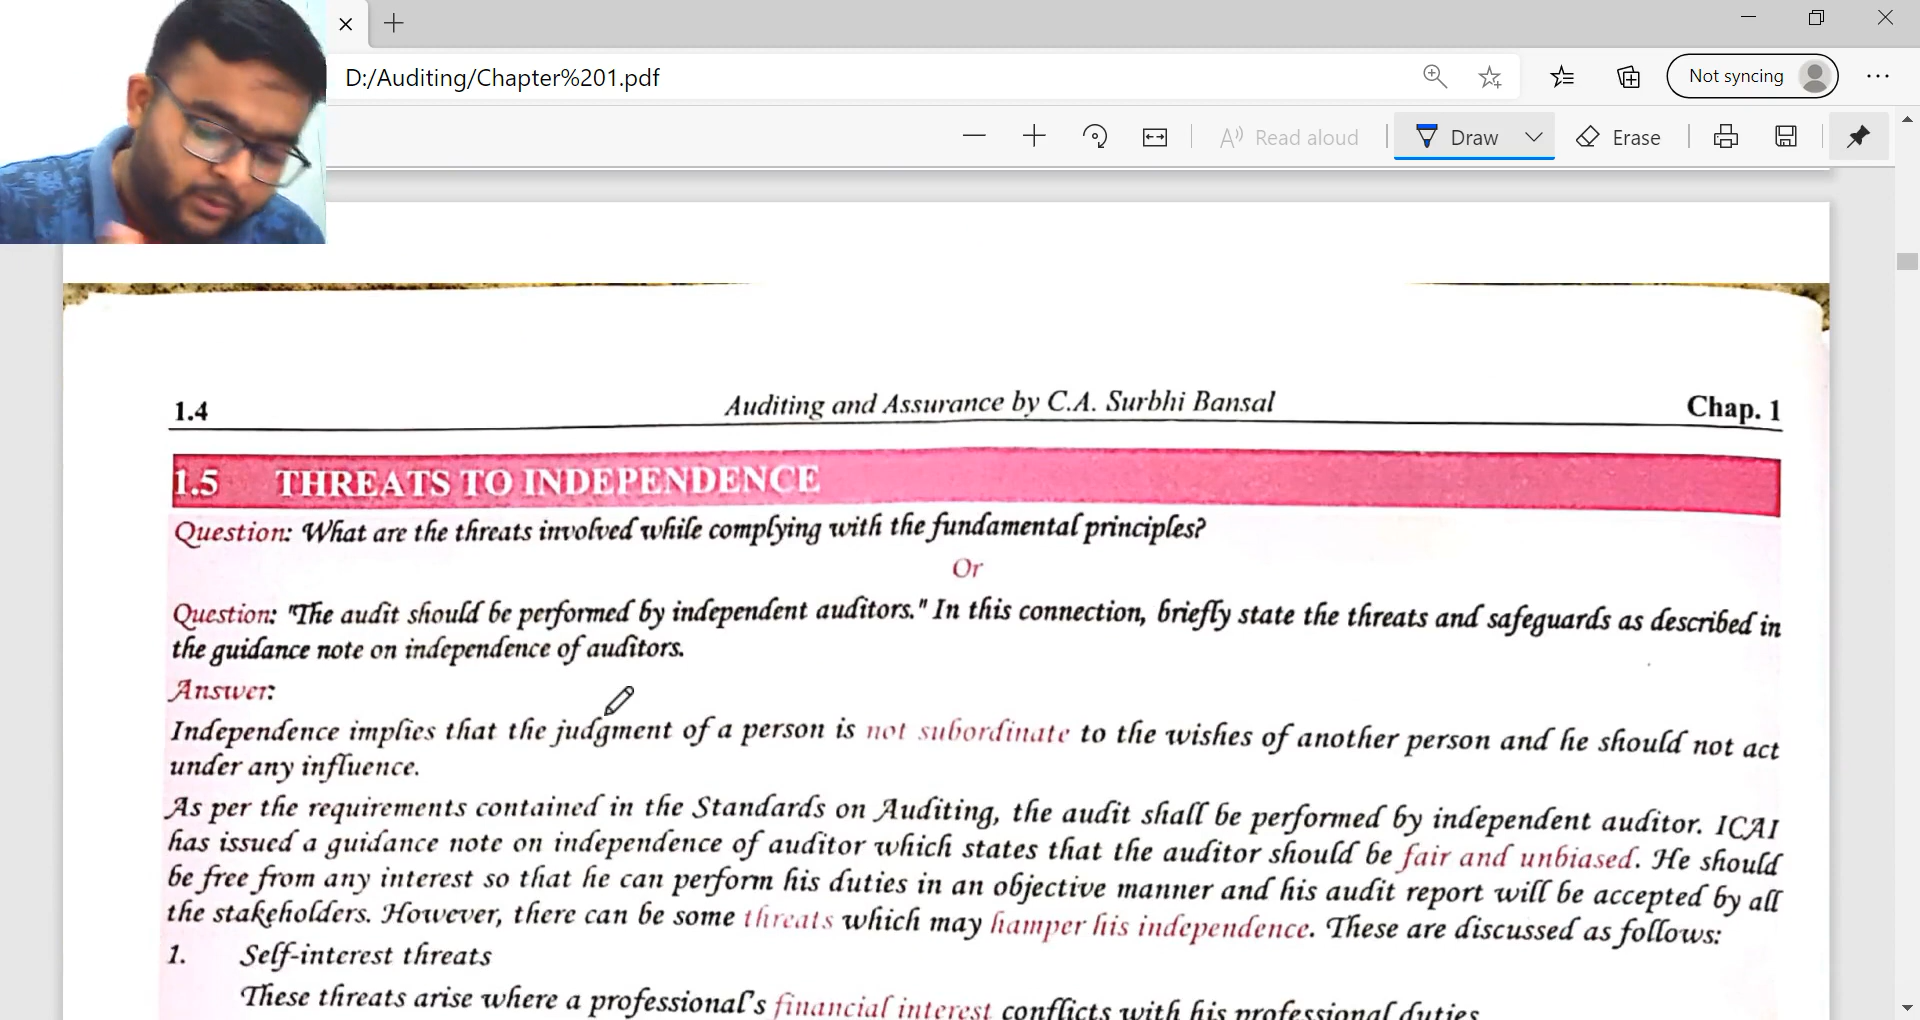 D:/Auditing/Chapter%201.pdf
Not syncing
Read aloud
Draw
Erase
1.4 Auditing and Assurance by C.A. Surbhi Bansal Chap. 1
1.5 THREATS TO INDEPENDENCE
Question: What are the threats involved while complying with the fundamental principles?
Or
Question: "The audit should be performed by independent auditors." In this connection, briefly state the threats and safeguards as described in
the guidance note on independence of auditors.
Answer:
Independence implies that the judgment of a person is not subordinate to the wishes of another person and he should not act
under any influence.
As per the requirements contained in the Standards on Auditing, the audit shall be performed by independent auditor. ICAI
has issued a guidance note on independence of auditor which states that the auditor should be fair and unbiased. He should
be free from any interest so that he can perform his duties in an objective manner and his audit report will be accepted by all
the stakeholders. However, there can be some threats which may hamper his independence. These are discussed as follows:
1. Self-interest threats
These threats arise where a professional's financial interest conflicts with his professional duties